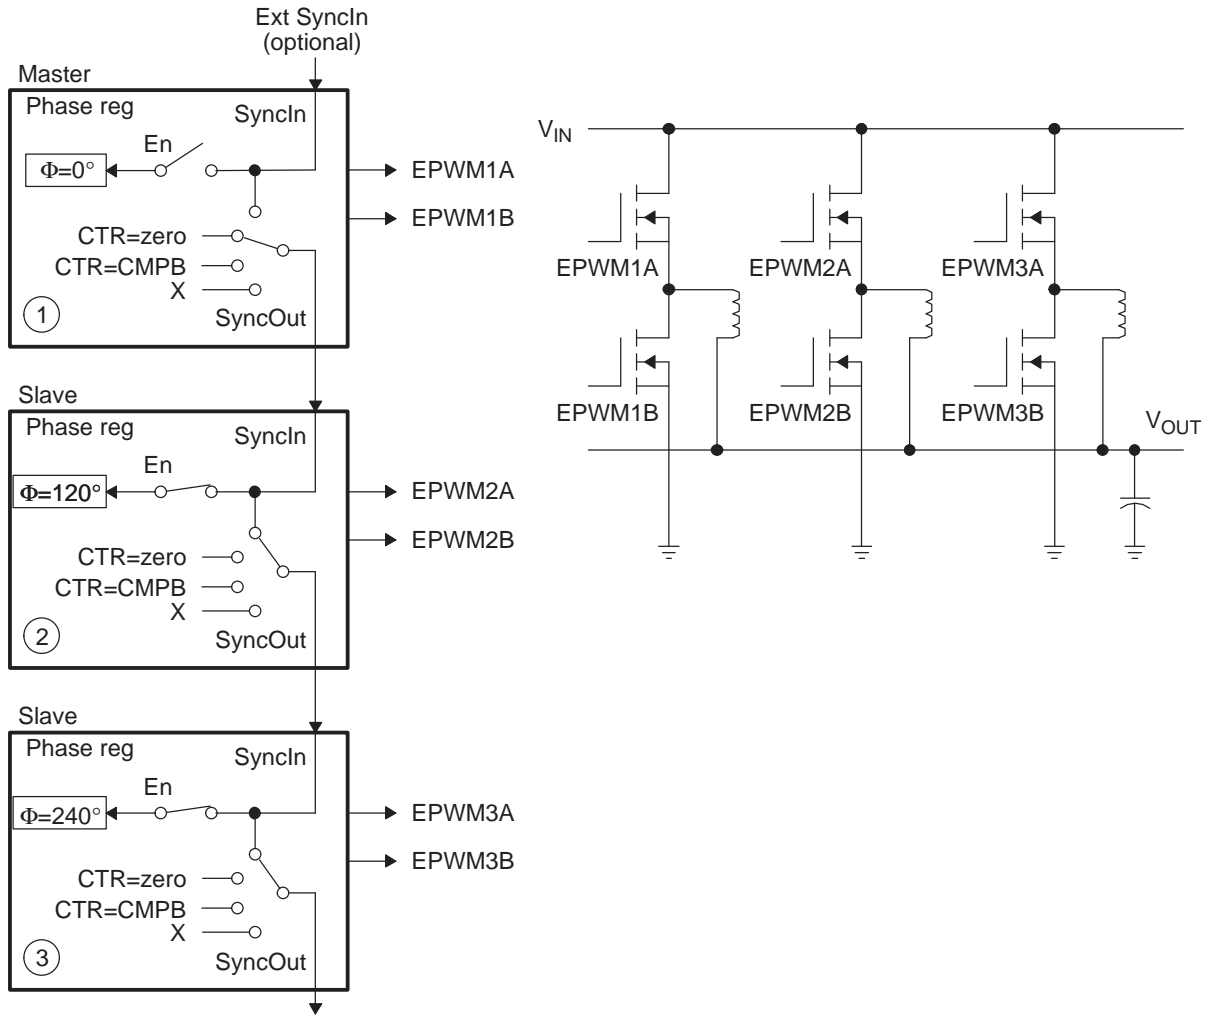 Ext SyncIn
(optional)
Master
Phase reg
SyncIn
En
Φ=0°
EPWM1A
EPWM1B
CTR=zero
CTR=CMPB
X
1
SyncOut
Slave
Phase reg
SyncIn
En
Φ=120°
EPWM2A
EPWM2B
CTR=zero
CTR=CMPB
X
2
SyncOut
Slave
Phase reg
SyncIn
En
Φ=240°
EPWM3A
EPWM3B
CTR=zero
CTR=CMPB
X
3
SyncOut
VIN
EPWM1A
EPWM2A
EPWM3A
EPWM1B
EPWM2B
EPWM3B
VOUT